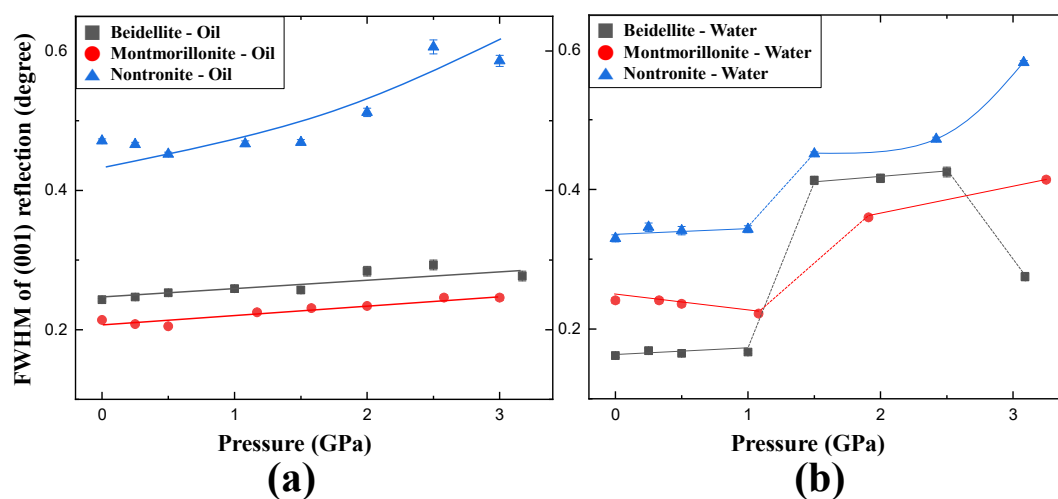 FWHM of (001) reflection (degree)
Beidellite - Oil
Montmorillonite - Oil
Nontronite - Oil
0.6
0.4
0.2
0
1
2
3
Pressure (GPa)
(a)
Beidellite - Water
Montmorillonite - Water
Nontronite - Water
0.6
0.4
0.2
0
1
2
3
Pressure (GPa)
(b)